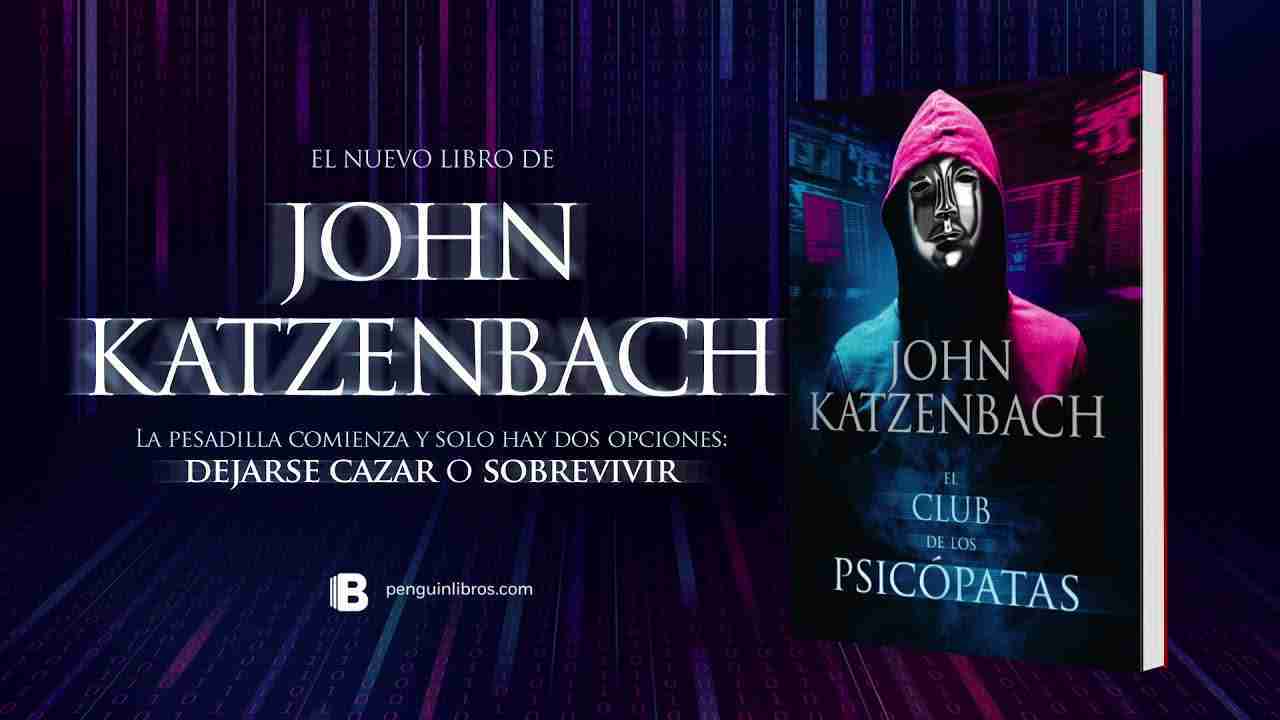 EL NUEVO LIBRO DE
JOHN
KATZENBACH
LA PESADILLA COMIENZA Y SOLO HAY DOS OPCIONES:
DEJARSE CAZAR O SOBREVIVIR
B penguinlibros.com
JOHN
KATZENBACH
EL
CLUB
DE LOS
PSICÓPATAS